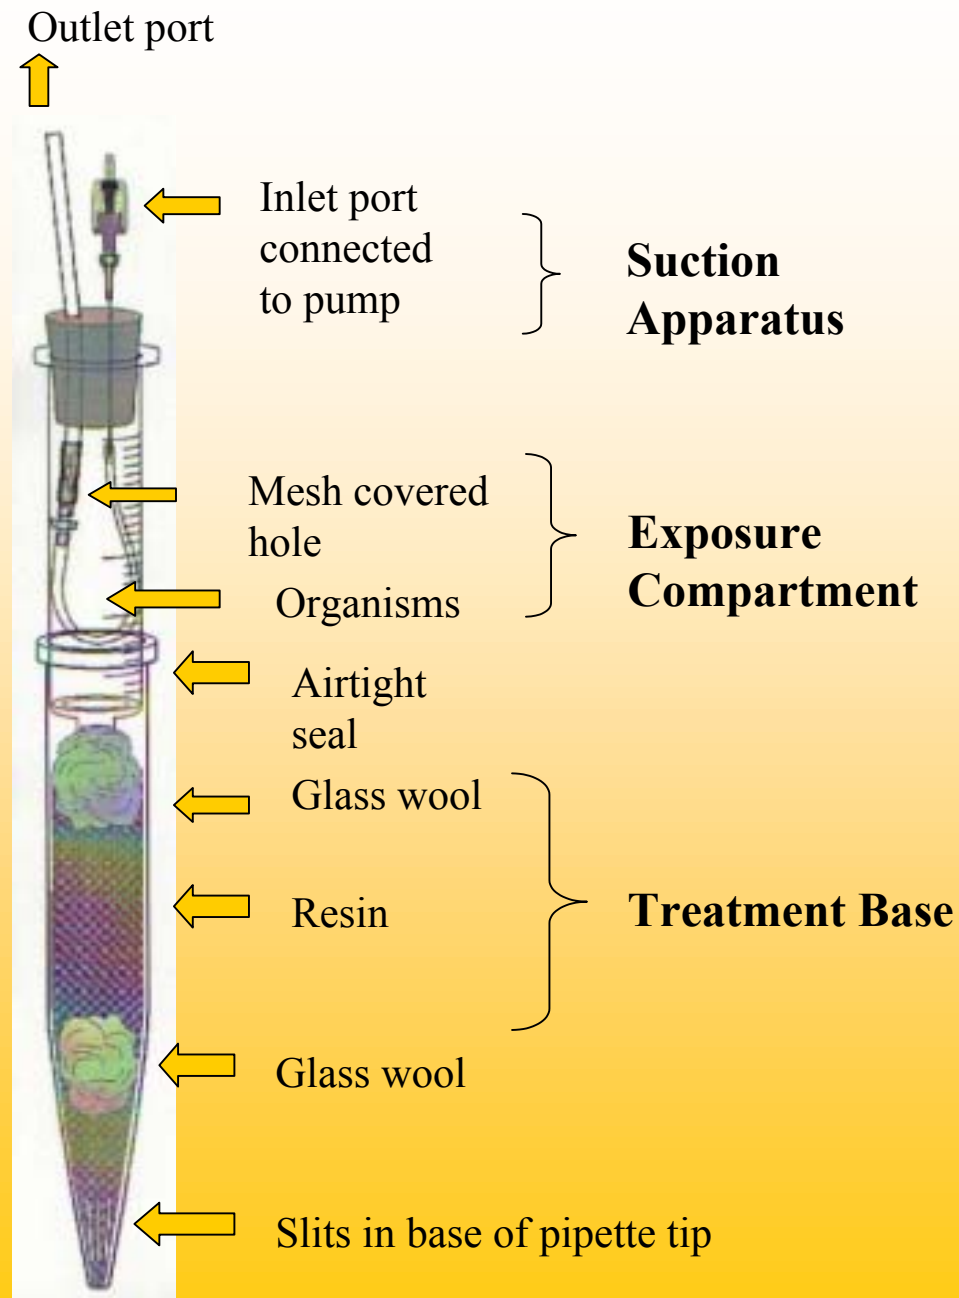 Outlet port
Inlet port
connected
to pump
Suction
Apparatus
Mesh covered
hole
Organisms
Exposure
Compartment
Airtight
seal
Glass wool
Resin
Treatment Base
Glass wool
Slits in base of pipette tip